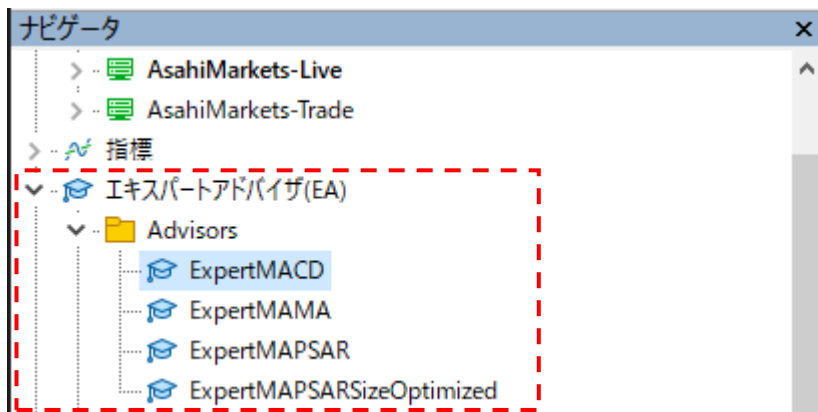 ナビゲータ
AsahiMarkets-Live
AsahiMarkets-Trade
指標
エキスパートアドバイザ(EA)
Advisors
ExpertMACD
ExpertMAMA
ExpertMAPSAR
ExpertMAPSARSizeOptimized